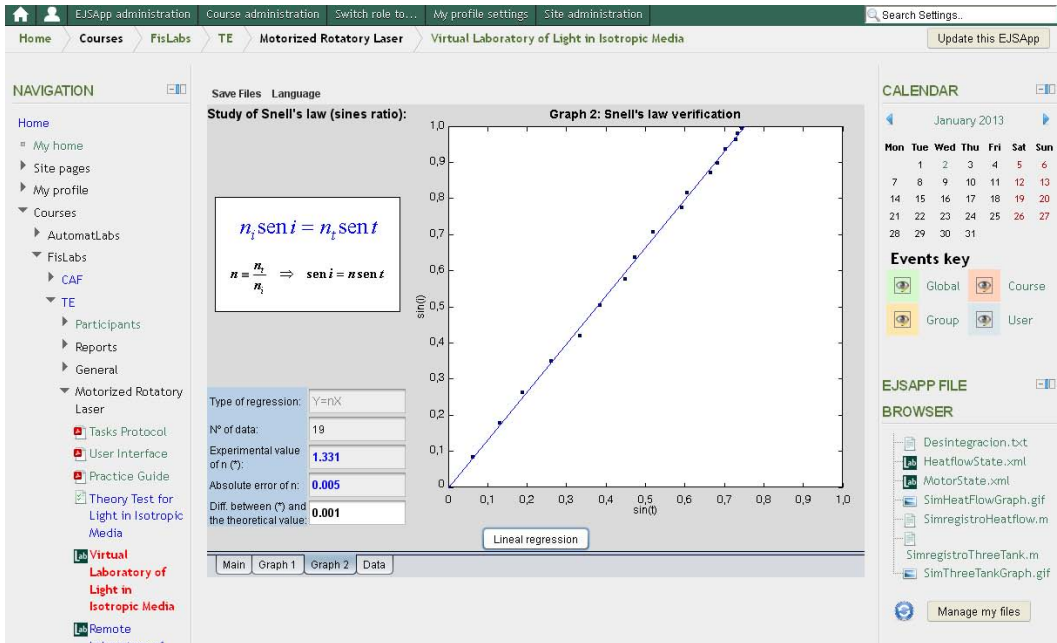 EJSApp administration Course administration Switch role to... My profile settings Site administration Search Settings..
Home Courses FisLabs TE Motorized Rotatory Laser Virtual Laboratory of Light in Isotropic Media Update this EJSApp
NAVIGATION
Home
My home
Site pages
My profile
Courses
AutomatLabs
FisLabs
CAF
TE
Participants
Reports
General
Motorized Rotatory
Laser
Tasks Protocol
User Interface
Practice Guide
Theory Test for
Light in Isotropic
Media
Virtual
Laboratory of
Light in
Isotropic Media
Remote
Save Files Language
Study of Snell's law (sines ratio):
n_i sen i = n_t sen t
n = n_t / n_i ⇒ sen i = n sen t
Type of regression: Y=nX
Nº of data: 19
Experimental value
of n (*): 1.331
Absolute error of n: 0.005
Diff. between (*) and
the theoretical value: 0.001
Graph 2: Snell's law verification
1,0
0,9
0,8
0,7
0,6
0,5
0,4
0,3
0,2
0,1
0
sin(i)
0 0,1 0,2 0,3 0,4 0,5 0,6 0,7 0,8 0,9 1,0
sin(t)
Lineal regression
Main Graph 1 Graph 2 Data
CALENDAR
January 2013
Mon Tue Wed Thu Fri Sat Sun
1 2 3 4 5 6
7 8 9 10 11 12 13
14 15 16 17 18 19 20
21 22 23 24 25 26 27
28 29 30 31
Events key
Global Course
Group User
EJSAPP FILE
BROWSER
Desintegracion.txt
HeatflowState.xml
MotorState.xml
SimHeatFlowGraph.gif
SimregistroHeatflow.m
SimregistroThreeTank.m
SimThreeTankGraph.gif
Manage my files